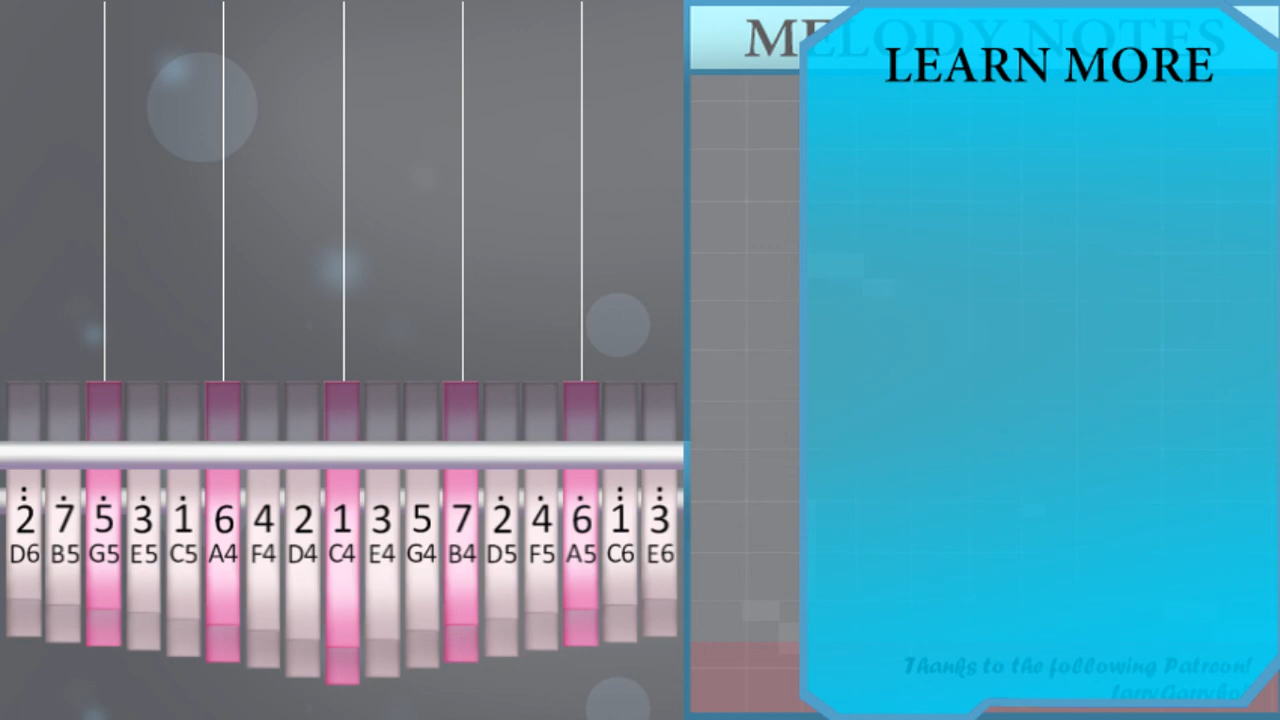 MELODY NOTES
LEARN MORE
2 7 5 3 1 6 4 2 1 3 5 7 2 4 6 1 3
D6 B5 G5 E5 C5 A4 F4 D4 C4 E4 G4 B4 D5 F5 A5 C6 E6
Thanks to the following Patreon!